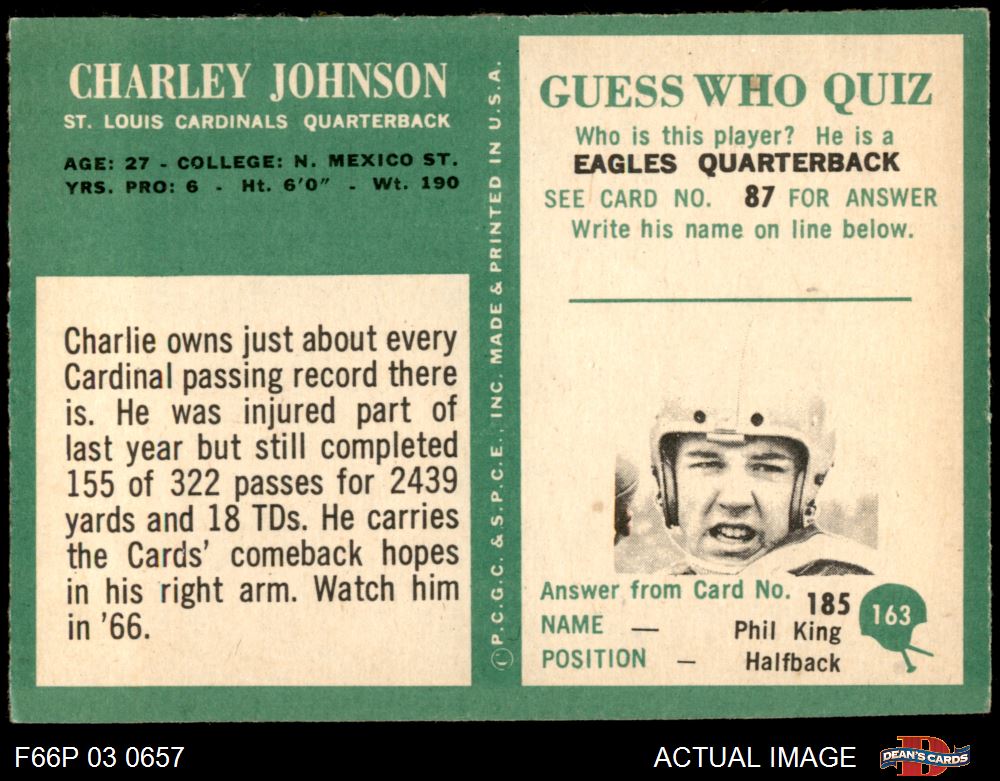 CHARLEY JOHNSON
ST. LOUIS CARDINALS QUARTERBACK
AGE: 27 - COLLEGE: N. MEXICO ST.
YRS. PRO: 6 - Ht. 6'0" - Wt. 190
Charlie owns just about every
Cardinal passing record there
is. He was injured part of
last year but still completed
155 of 322 passes for 2439
yards and 18 TDs. He carries
the Cards' comeback hopes
in his right arm. Watch him
in '66.
© P.C.G.C. & S.P.C.E., INC. MADE & PRINTED IN U.S.A.
GUESS WHO QUIZ
Who is this player? He is a
EAGLES QUARTERBACK
SEE CARD NO. 87 FOR ANSWER
Write his name on line below.
Answer from Card No. 185
NAME — Phil King
POSITION — Halfback
163
F66P 03 0657
ACTUAL IMAGE
D
DEAN'S CARDS